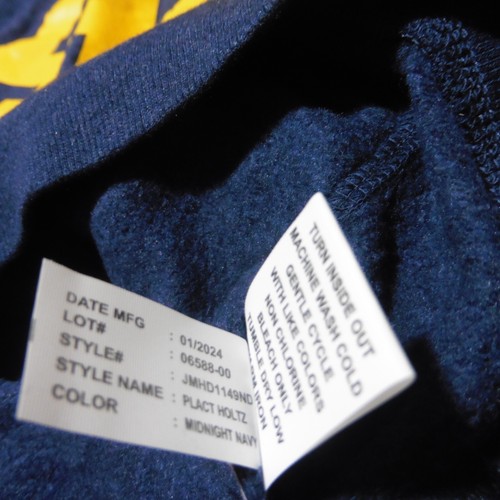 DATE MFG : 01/2024
LOT# : 06588-00
STYLE# : JMHD1149ND
STYLE NAME : PLACT HOLTZ
COLOR : MIDNIGHT NAVY
TURN INSIDE OUT
MACHINE WASH COLD
GENTLE CYCLE
WITH LIKE COLORS
NON CHLORINE
BLEACH ONLY
TUMBLE DRY LOW
IRON